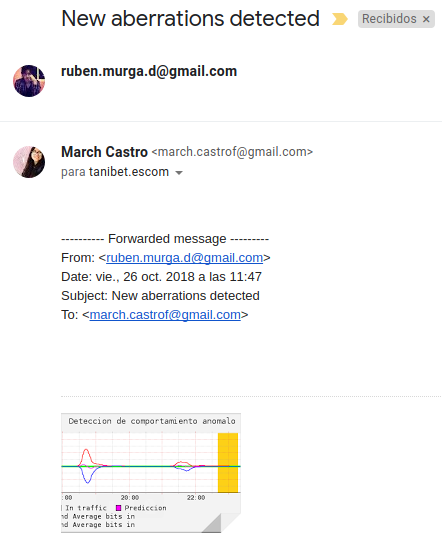 New aberrations detected Recibidos ×
ruben.murga.d@gmail.com
March Castro <march.castrof@gmail.com>
para tanibet.escom
---------- Forwarded message ---------
From: <ruben.murga.d@gmail.com>
Date: vie., 26 oct. 2018 a las 11:47
Subject: New aberrations detected
To: <march.castrof@gmail.com>
Deteccion de comportamiento anomalo
:00 20:00 22:00
In traffic Prediccion
nd Average bits in
nd Average bits in